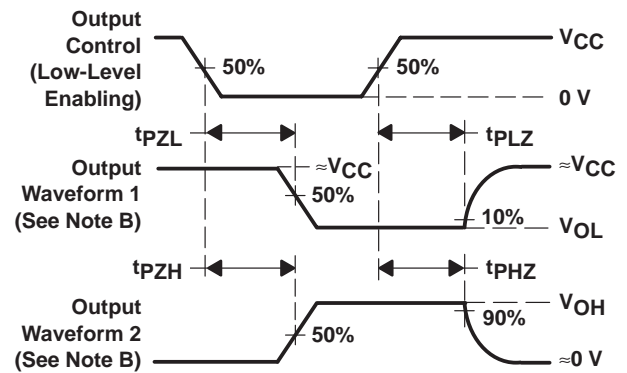 Output
Control
(Low-Level
Enabling)
50%
50%
VCC
0 V
tPZL
tPLZ
Output
Waveform 1
(See Note B)
≈VCC
50%
≈VCC
10%
VOL
tPZH
tPHZ
Output
Waveform 2
(See Note B)
50%
VOH
90%
≈0 V